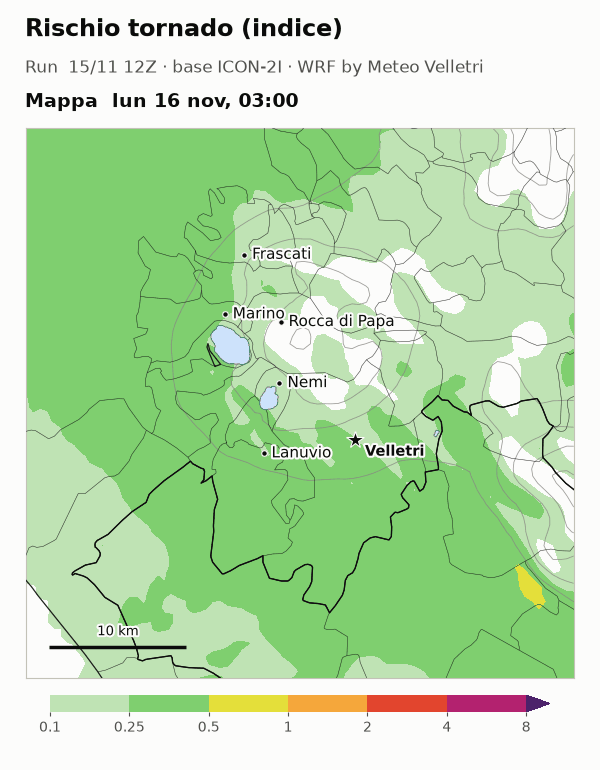 Rischio tornado (indice)
Run  15/11 12Z · base ICON-2I · WRF by Meteo Velletri
Mappa  lun 16 nov, 03:00
Frascati
Marino
Rocca di Papa
Nemi
Velletri
Lanuvio
10 km
0.1 0.25 0.5 1 2 4 8